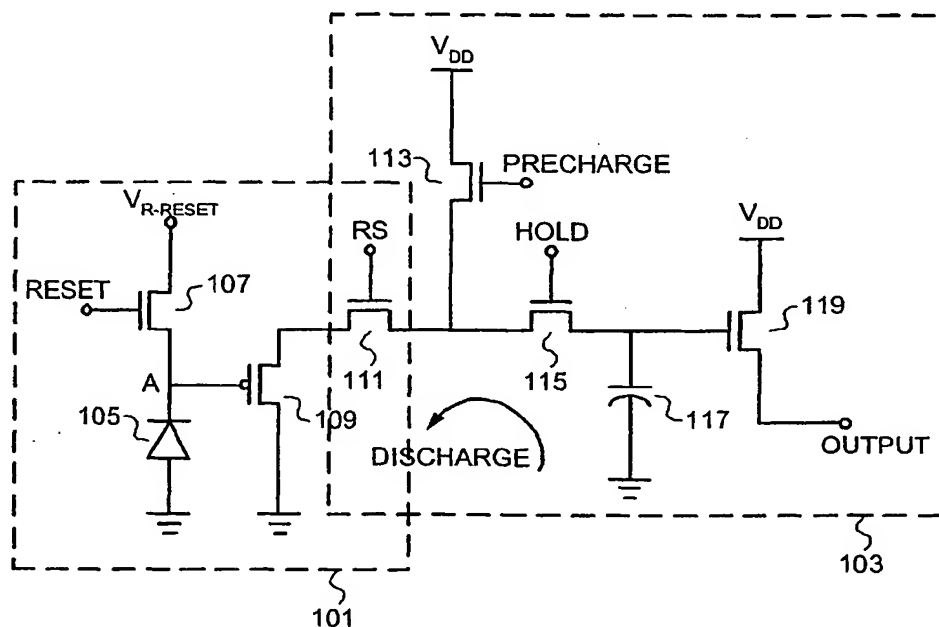 V_DD
113
PRECHARGE
V_R-RESET
RS
HOLD
V_DD
RESET
107
119
111
115
A
109
117
105
DISCHARGE
OUTPUT
103
101